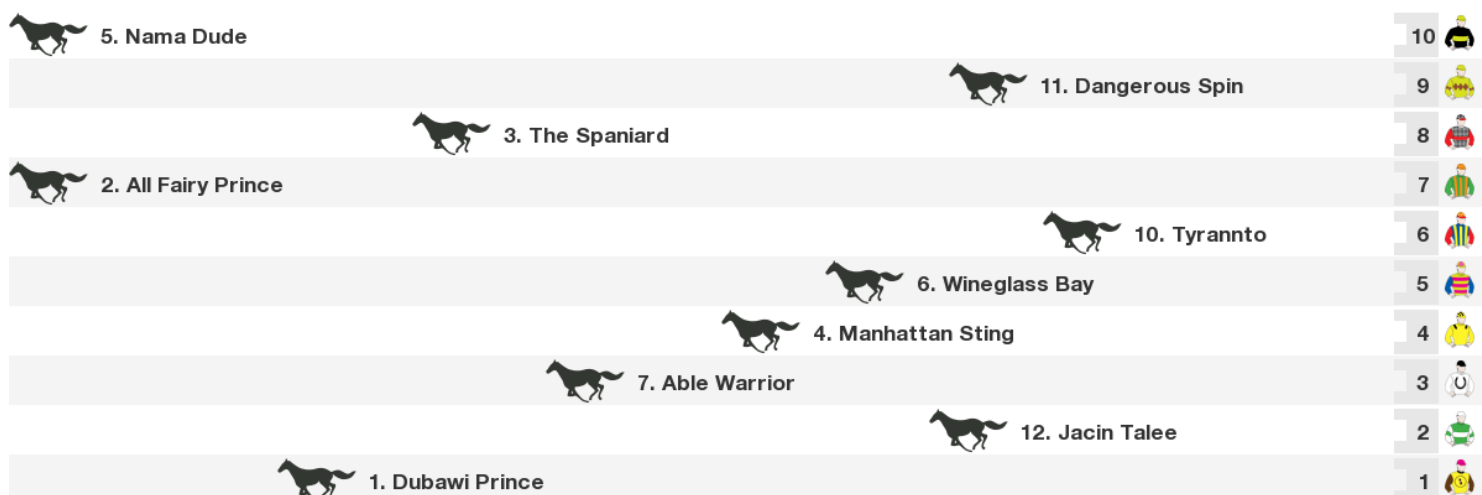 5. Nama Dude 10
11. Dangerous Spin 9
3. The Spaniard 8
2. All Fairy Prince 7
10. Tyrannto 6
6. Wineglass Bay 5
4. Manhattan Sting 4
7. Able Warrior 3
12. Jacin Talee 2
1. Dubawi Prince 1